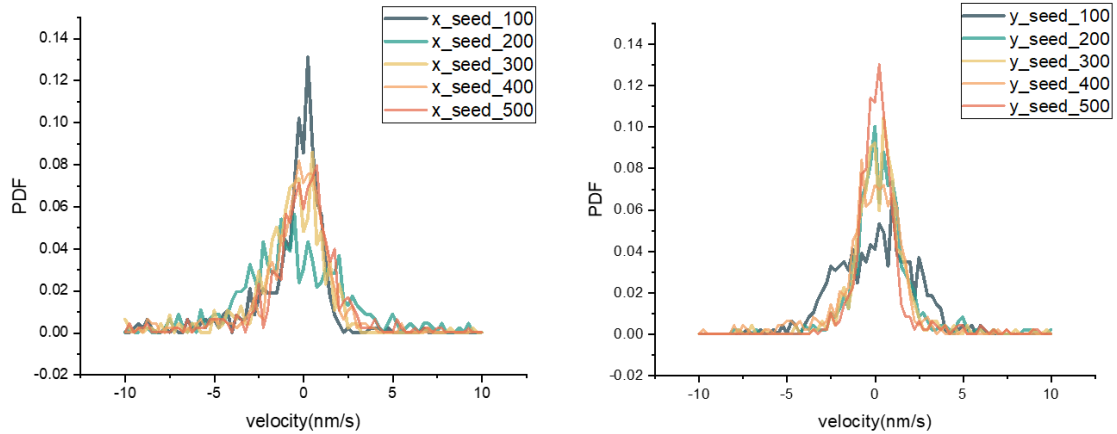 x_seed_100
x_seed_200
x_seed_300
x_seed_400
x_seed_500
0.14
0.12
0.10
0.08
0.06
0.04
0.02
0.00
-0.02
PDF
-10
-5
0
5
10
velocity(nm/s)
y_seed_100
y_seed_200
y_seed_300
y_seed_400
y_seed_500
0.14
0.12
0.10
0.08
0.06
0.04
0.02
0.00
-0.02
PDF
-10
-5
0
5
10
velocity(nm/s)